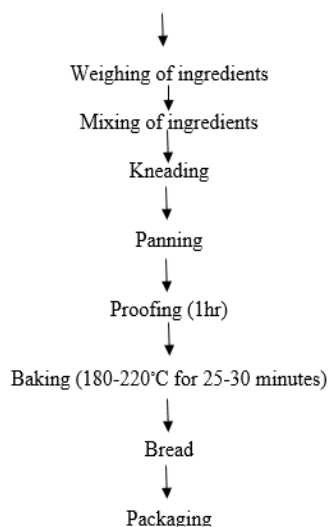 Weighing of ingredients
Mixing of ingredients
Kneading
Panning
Proofing (1hr)
Baking (180-220°C for 25-30 minutes)
Bread
Packaging